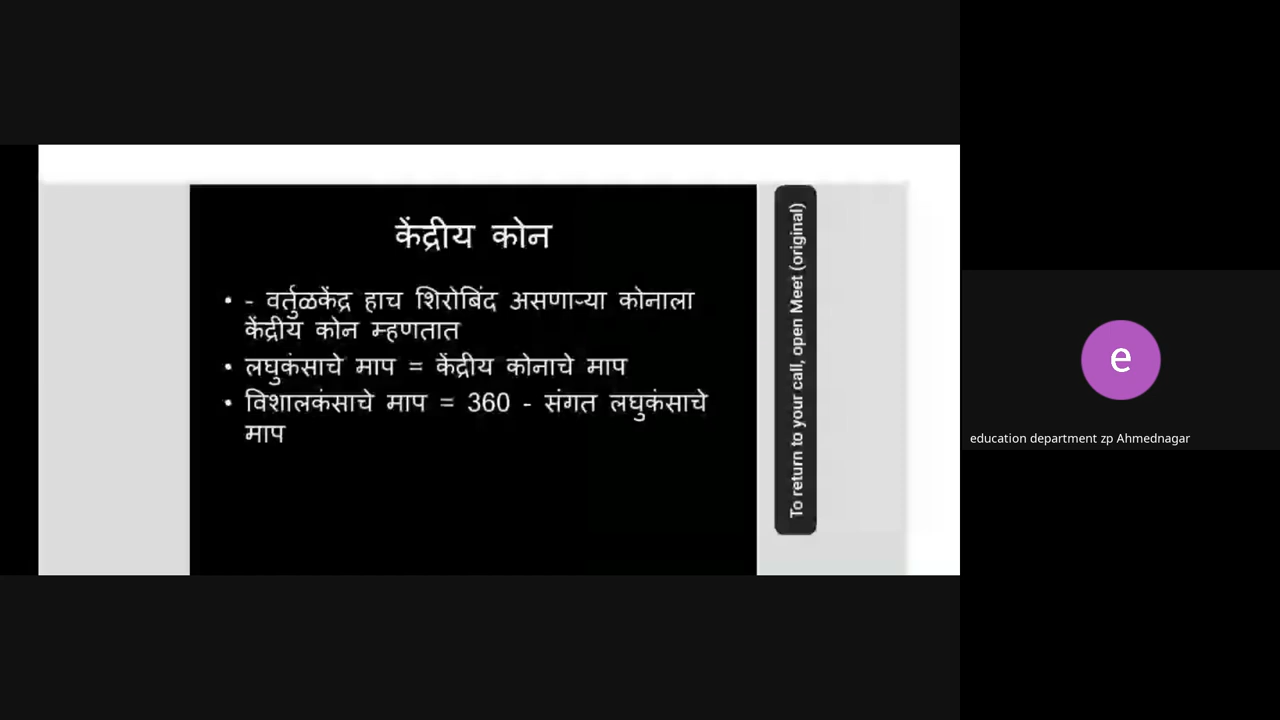 केंद्रीय कोन
• - वर्तुळकेंद्र हाच शिरोबिंद असणाऱ्या कोनाला
केंद्रीय कोन म्हणतात
• लघुकंसाचे माप = केंद्रीय कोनाचे माप
• विशालकंसाचे माप = 360 - संगत लघुकंसाचे
माप
To return to your call, open Meet (original)
e
education department zp Ahmednagar